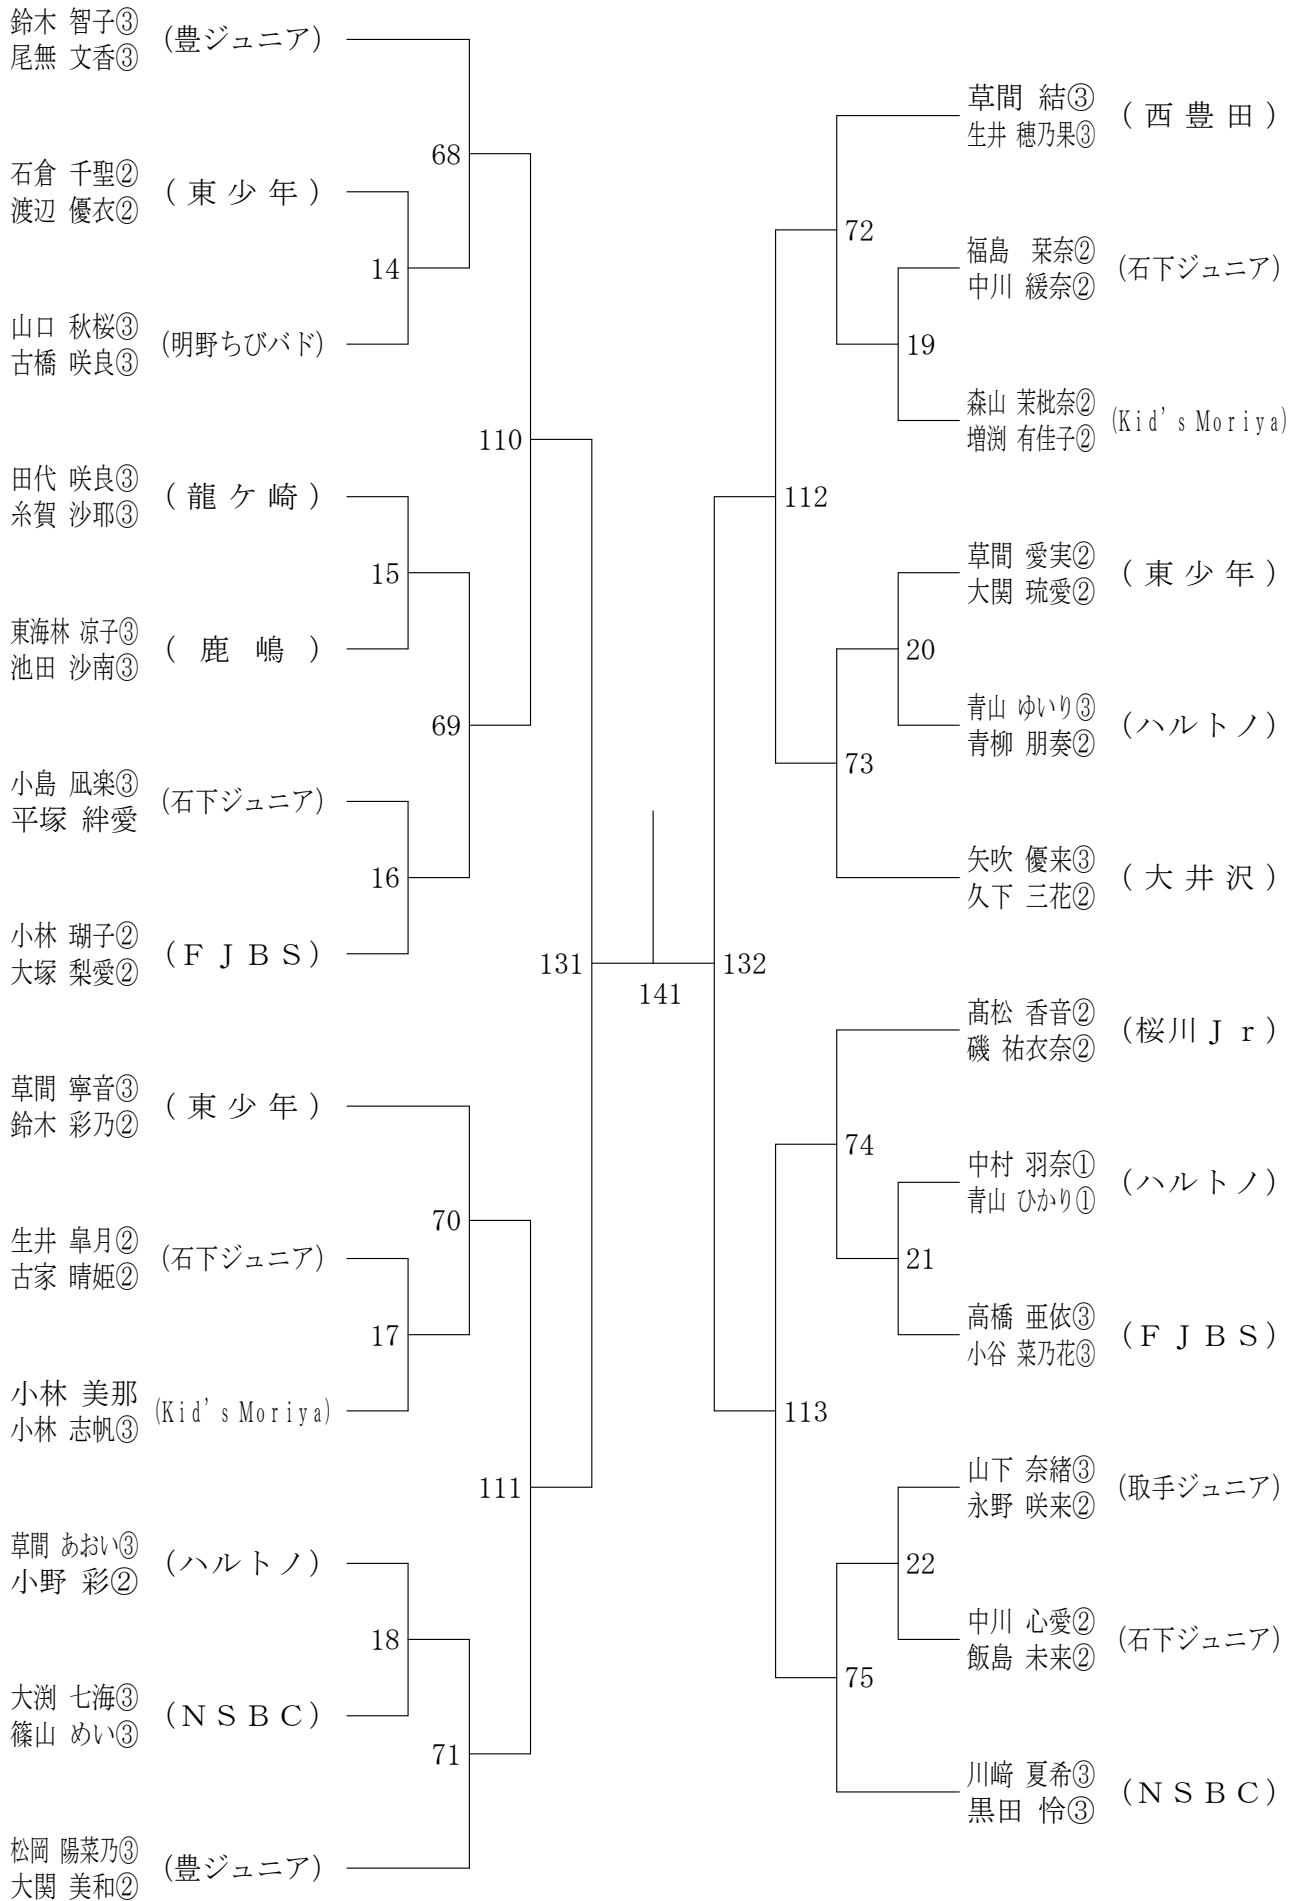 鈴木 智子③
尾無 文香③
(豊ジュニア)
68
石倉 千聖②
渡辺 優衣②
(東少年)
14
山口 秋桜③
古橋 咲良③
(明野ちびバド)
110
田代 咲良③
糸賀 沙耶③
(龍ケ崎)
15
東海林 凉子③
池田 沙南③
(鹿嶋)
69
小島 凪楽③
平塚 絆愛
(石下ジュニア)
16
小林 瑚子②
大塚 梨愛②
(FJBS)
131
草間 寧音③
鈴木 彩乃②
(東少年)
70
生井 皐月②
古家 晴姫②
(石下ジュニア)
17
小林 美那
小林 志帆③
(Kid's Moriya)
111
草間 あおい③
小野 彩②
(ハルトノ)
18
大渕 七海③
篠山 めい③
(NSBC)
71
松岡 陽菜乃③
大関 美和②
(豊ジュニア)
141
草間 結③
生井 穂乃果③
(西豊田)
72
福島 栞奈②
中川 緩奈②
(石下ジュニア)
19
森山 茉枇奈②
増渕 有佳子②
(Kid's Moriya)
112
草間 愛実②
大関 琉愛②
(東少年)
20
青山 ゆいり③
青柳 朋奏②
(ハルトノ)
73
矢吹 優来③
久下 三花②
(大井沢)
132
髙松 香音②
磯 祐衣奈②
(桜川Jr)
74
中村 羽奈①
青山 ひかり①
(ハルトノ)
21
高橋 亜依③
小谷 菜乃花③
(FJBS)
113
山下 奈緒③
永野 咲来②
(取手ジュニア)
22
中川 心愛②
飯島 未来②
(石下ジュニア)
75
川﨑 夏希③
黒田 怜③
(NSBC)